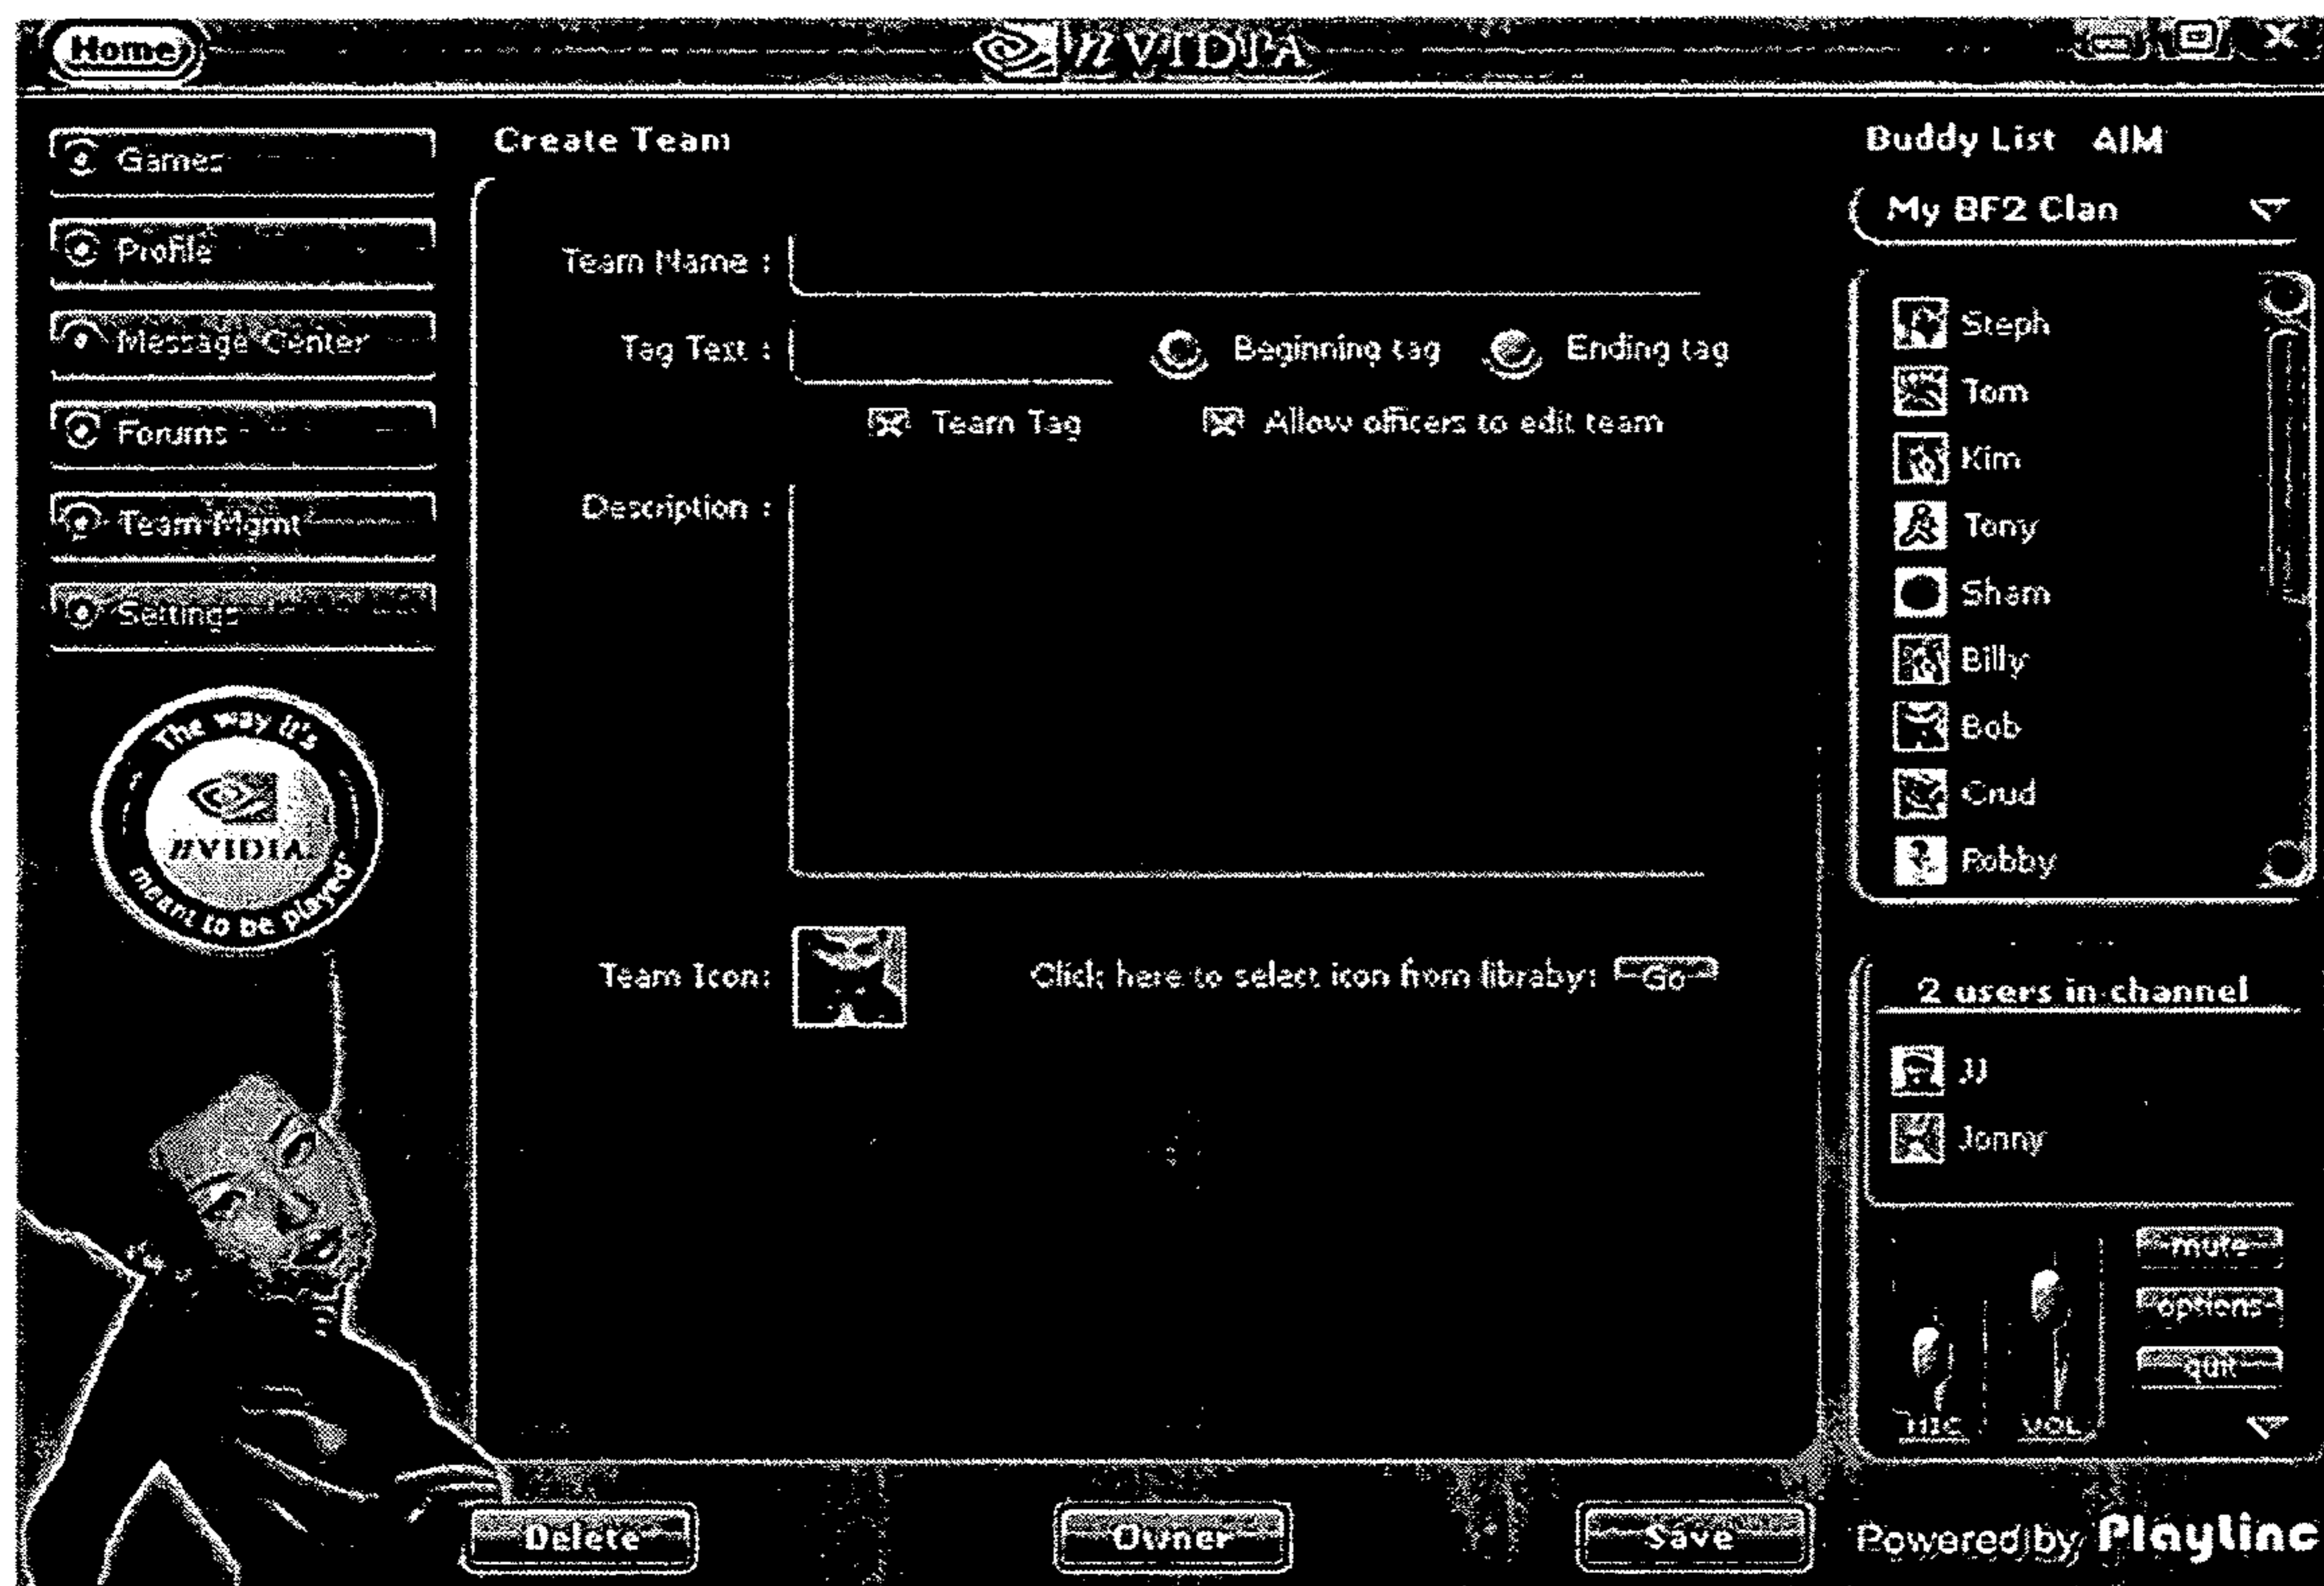 Home
nVIDIA
Games
Profile
Message Center
Forums
Team Mgmt
Settings
The way it's
nVIDIA
meant to be played
Create Team
Team Name :
Tag Text :
Beginning tag
Ending tag
Team Tag
Allow officers to edit team
Description :
Team Icon:
Click here to select icon from libraby:
Go
Delete
Owner
Save
Buddy List AIM
My BF2 Clan
Steph
Tom
Kim
Tony
Sham
Billy
Bob
Crud
Robby
2 users in channel
JJ
Jonny
mute
options
quit
MIC
VOL
Powered by PlayLinc